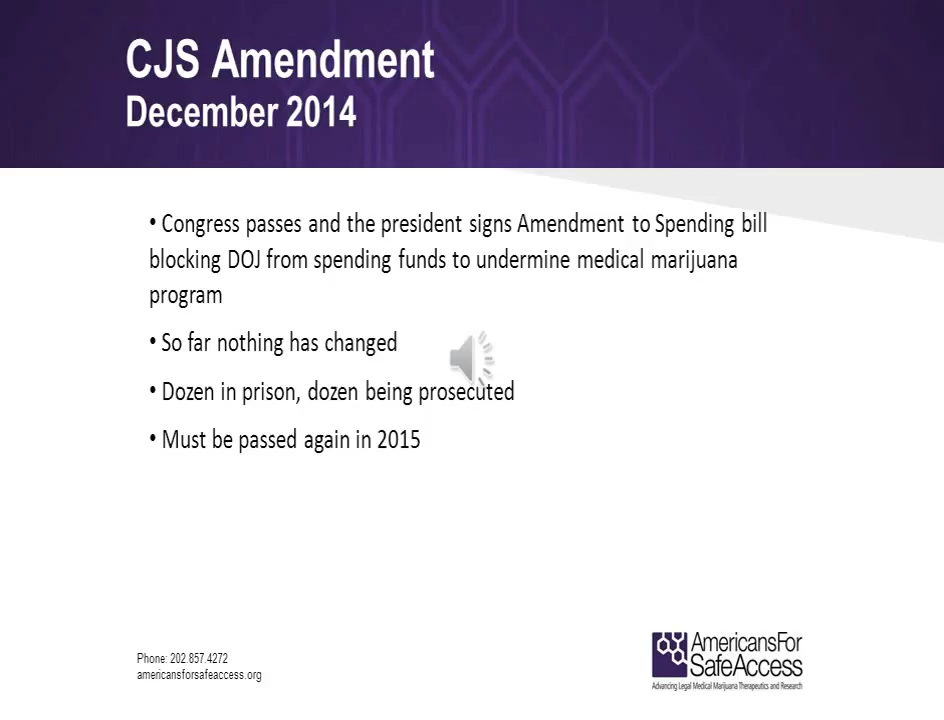 CJS Amendment
December 2014
• Congress passes and the president signs Amendment to Spending bill
blocking DOJ from spending funds to undermine medical marijuana
program
• So far nothing has changed
• Dozen in prison, dozen being prosecuted
• Must be passed again in 2015
Phone: 202.857.4272
americansforsafeaccess.org
AmericansFor
SafeAccess
Advancing Legal Medical Marijuana Therapeutics and Research